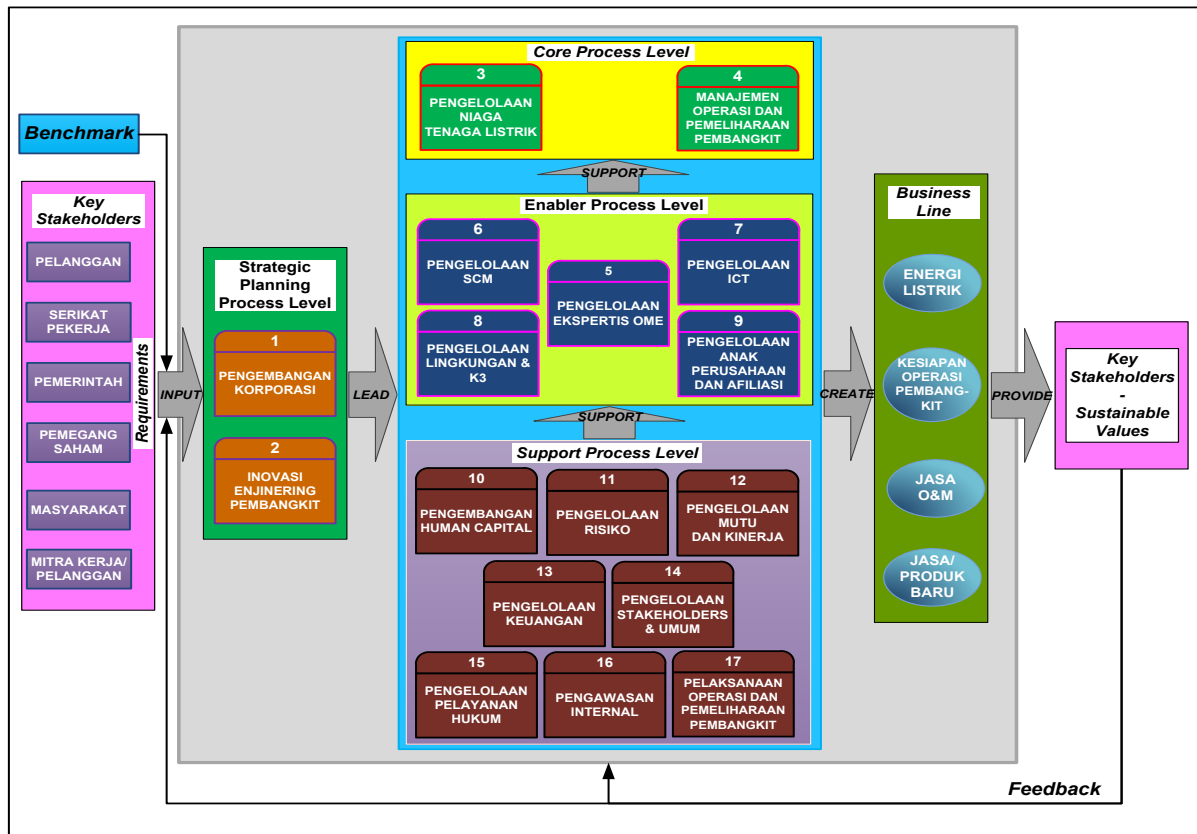 Benchmark
Key
Stakeholders
PELANGGAN
SERIKAT
PEKERJA
PEMERINTAH
PEMEGANG
SAHAM
MASYARAKAT
MITRA KERJA/
PELANGGAN
Requirements
INPUT
Strategic
Planning
Process Level
1
PENGEMBANGAN
KORPORASI
2
INOVASI
ENJINERING
PEMBANGKIT
LEAD
Core Process Level
3
PENGELOLAAN
NIAGA
TENAGA LISTRIK
4
MANAJEMEN
OPERASI DAN
PEMELIHARAAN
PEMBANGKIT
SUPPORT
Enabler Process Level
6
PENGELOLAAN
SCM
7
PENGELOLAAN
ICT
5
PENGELOLAAN
EKSPERTIS OME
8
PENGELOLAAN
LINGKUNGAN &
K3
9
PENGELOLAAN
ANAK
PERUSAHAAN
DAN AFILIASI
SUPPORT
Support Process Level
10
PENGEMBANGAN
HUMAN CAPITAL
11
PENGELOLAAN
RISIKO
12
PENGELOLAAN
MUTU
DAN KINERJA
13
PENGELOLAAN
KEUANGAN
14
PENGELOLAAN
STAKEHOLDERS
& UMUM
15
PENGELOLAAN
PELAYANAN
HUKUM
16
PENGAWASAN
INTERNAL
17
PELAKSANAAN
OPERASI DAN
PEMELIHARAAN
PEMBANGKIT
CREATE
Business
Line
ENERGI
LISTRIK
KESIAPAN
OPERASI
PEMBANG-
KIT
JASA
O&M
JASA/
PRODUK
BARU
PROVIDE
Key
Stakeholders
-
Sustainable
Values
Feedback